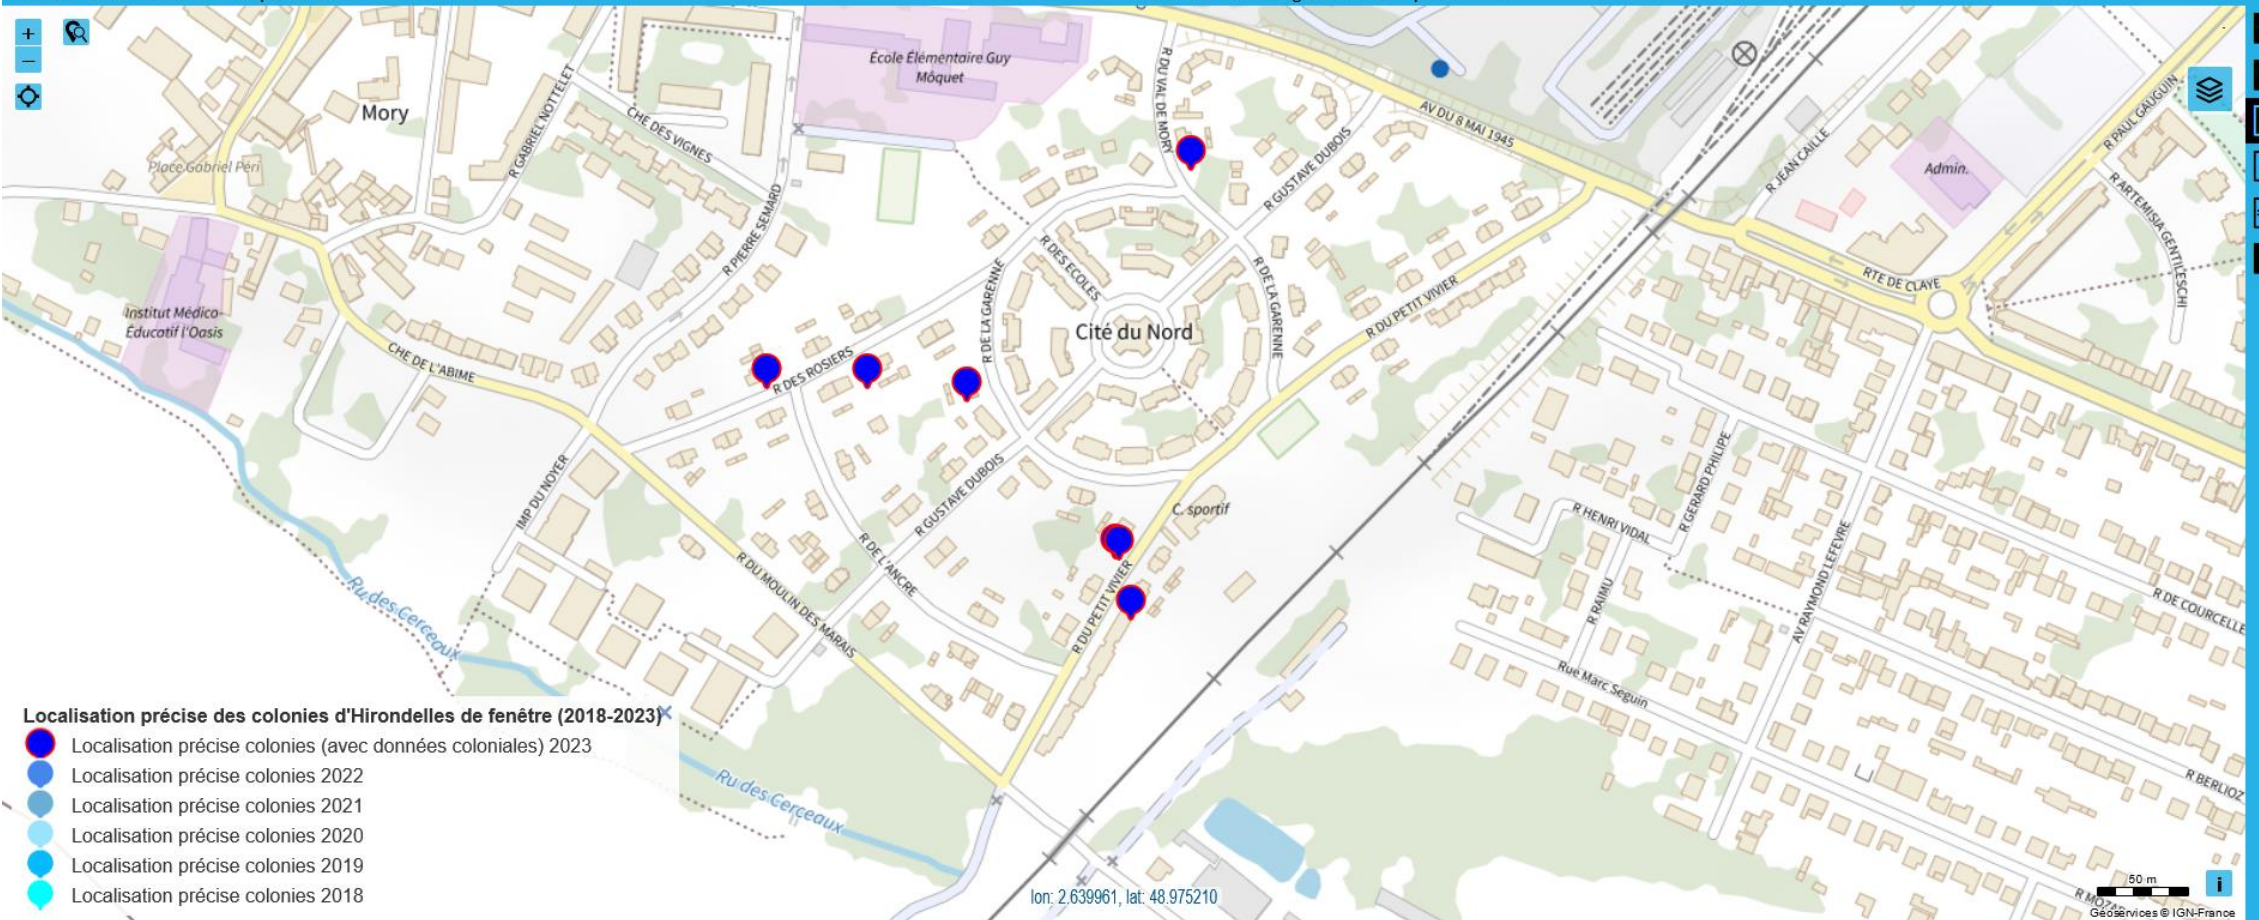 +
−
Mory
Place Gabriel Péri
R GABRIEL NOTTELET
CHE DES VIGNES
R PIERRE SEMARD
École Élémentaire Guy
Môquet
R DU VAL DE MORY
R GUSTAVE DUBOIS
AV DU 8 MAI 1945
R JEAN CAILLE
Admin.
R PAUL GAUGUIN
R ARTEMISIA GENTILESCHI
RTE DE CLAYE
Institut Médico-
Éducatif l'Oasis
CHE DE L'ABIME
R DES ROSIERS
R DE LA GARENNE
R DES ECOLES
Cité du Nord
R DE LA GARENNE
R DU PETIT VIVIER
IMP DU NOYER
R GUSTAVE DUBOIS
R DE L'ANCRE
R DU MOULIN DES MARAIS
C. sportif
R DU PETIT VIVIER
R HENRI VIDAL
R GERARD PHILIPE
R RAIMU
AV RAYMOND LEFEVRE
R DE COURCELLE
Rue Marc Seguin
R BERLIOZ
Ru des Cerceaux
Ru des Cerceaux
Localisation précise des colonies d'Hirondelles de fenêtre (2018-2023)
Localisation précise colonies (avec données coloniales) 2023
Localisation précise colonies 2022
Localisation précise colonies 2021
Localisation précise colonies 2020
Localisation précise colonies 2019
Localisation précise colonies 2018
lon: 2.639961, lat: 48.975210
50 m
i
Géoservices © IGN-France